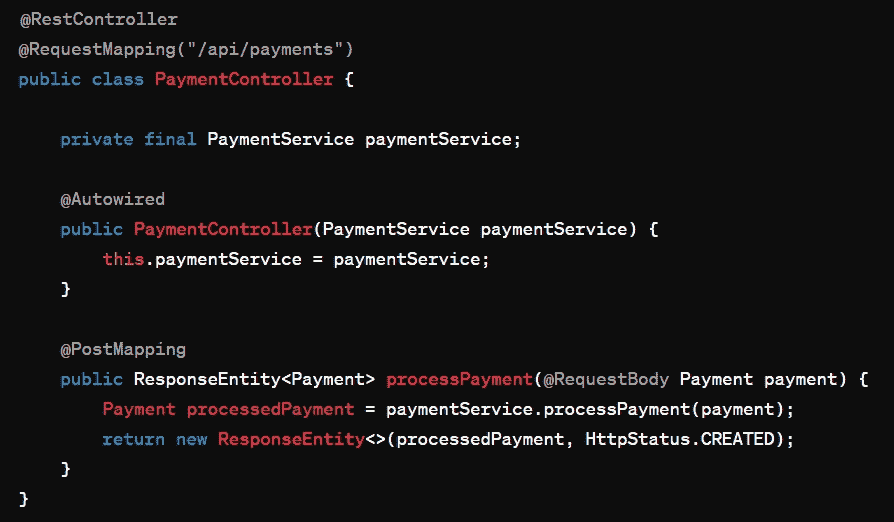 @RestController
@RequestMapping("/api/payments")
public class PaymentController {
private final PaymentService paymentService;
@Autowired
public PaymentController(PaymentService paymentService) {
this.paymentService = paymentService;
}
@PostMapping
public ResponseEntity<Payment> processPayment(@RequestBody Payment payment) {
Payment processedPayment = paymentService.processPayment(payment);
return new ResponseEntity<>(processedPayment, HttpStatus.CREATED);
}
}